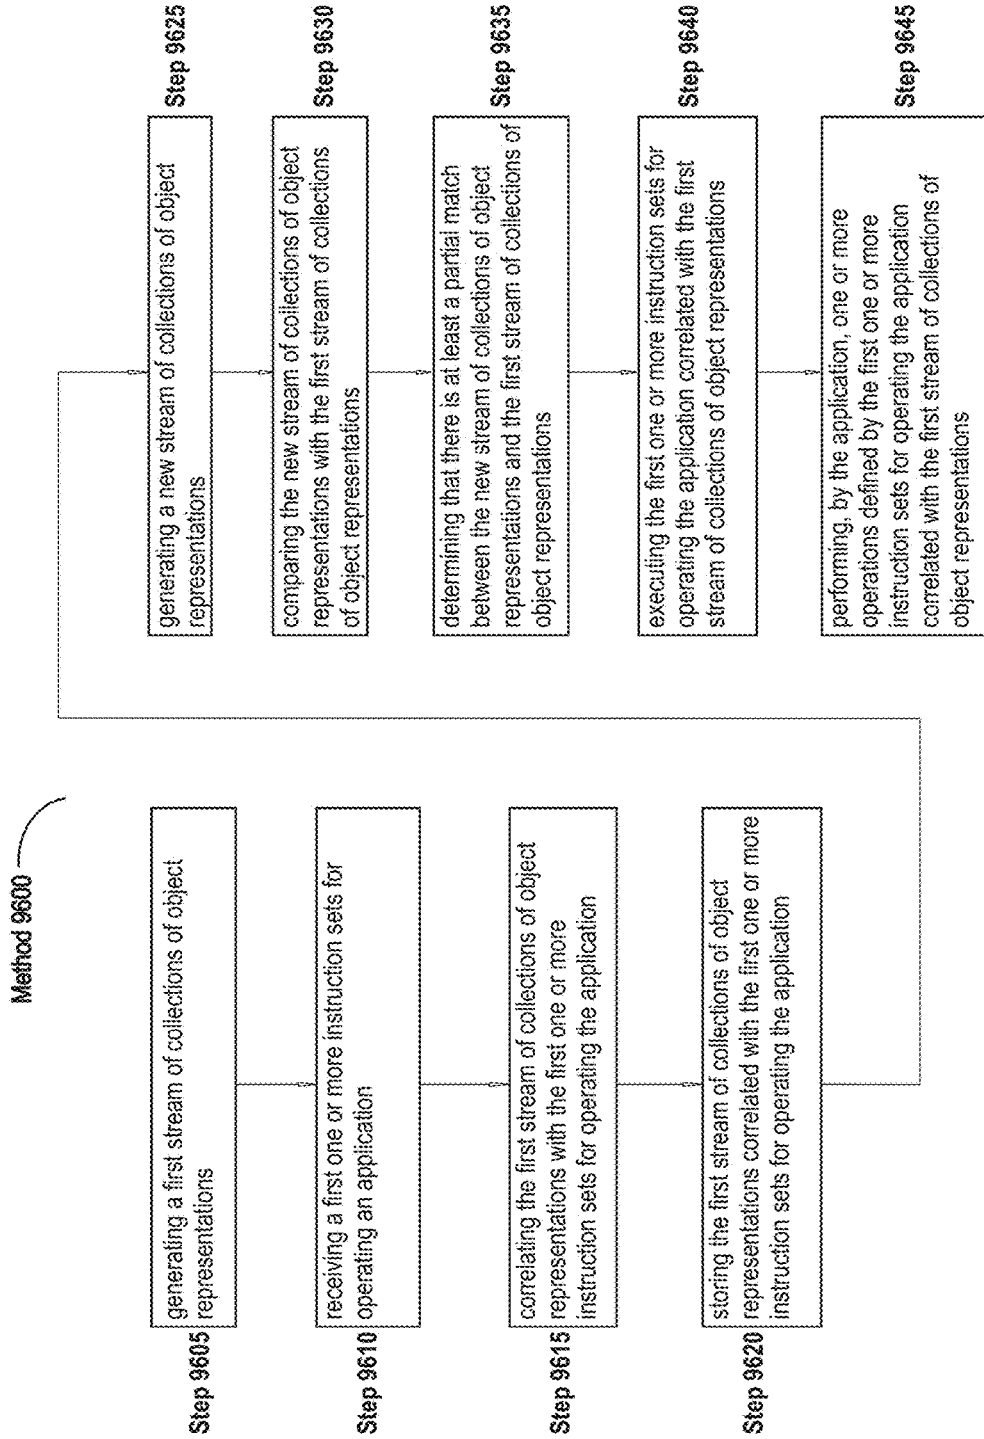 Method 9600
Step 9605
generating a first stream of collections of object
representations
Step 9610
receiving a first one or more instruction sets for
operating an application
Step 9615
correlating the first stream of collections of object
representations with the first one or more
instruction sets for operating the application
Step 9620
storing the first stream of collections of object
representations correlated with the first one or more
instruction sets for operating the application
generating a new stream of collections of object
representations
Step 9625
comparing the new stream of collections of object
representations with the first stream of collections
of object representations
Step 9630
determining that there is at least a partial match
between the new stream of collections of object
representations and the first stream of collections of
object representations
Step 9635
executing the first one or more instruction sets for
operating the application correlated with the first
stream of collections of object representations
Step 9640
performing, by the application, one or more
operations defined by the first one or more
instruction sets for operating the application
correlated with the first stream of collections of
object representations
Step 9645